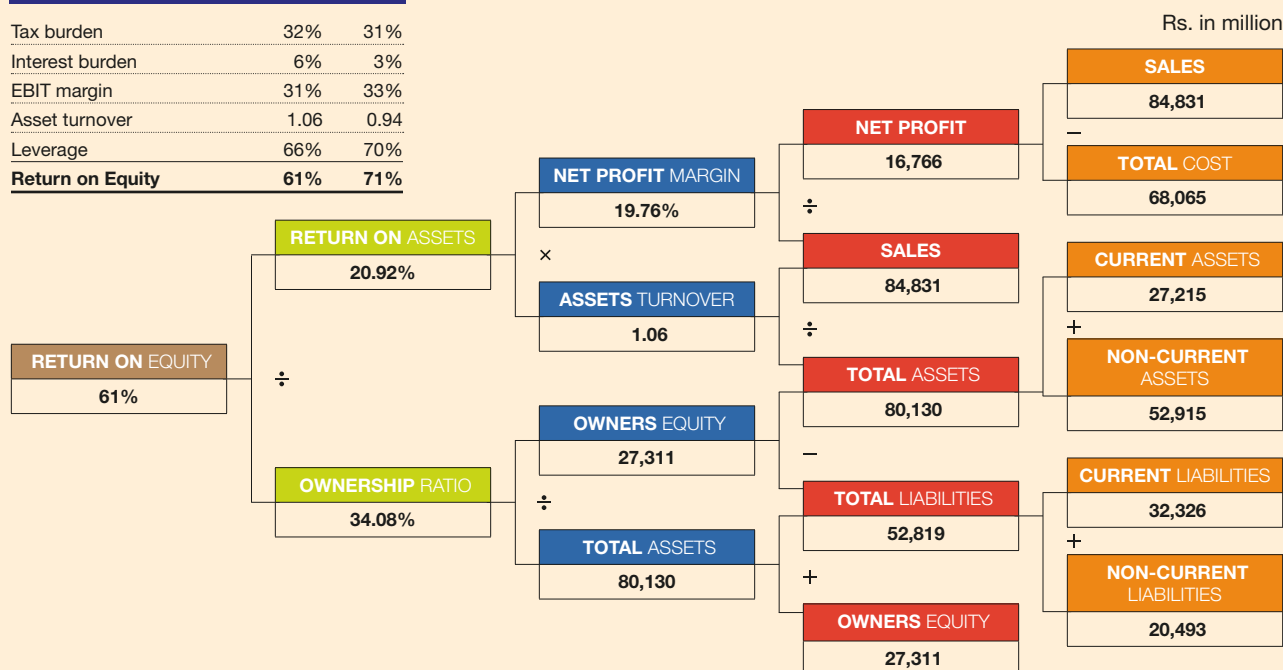 Tax burden 32% 31%
Interest burden 6% 3%
EBIT margin 31% 33%
Asset turnover 1.06 0.94
Leverage 66% 70%
Return on Equity 61% 71%
Rs. in million
RETURN ON EQUITY
61%
÷
RETURN ON ASSETS
20.92%
OWNERSHIP RATIO
34.08%
NET PROFIT MARGIN
19.76%
×
ASSETS TURNOVER
1.06
OWNERS EQUITY
27,311
÷
TOTAL ASSETS
80,130
NET PROFIT
16,766
÷
SALES
84,831
÷
TOTAL ASSETS
80,130
–
TOTAL LIABILITIES
52,819
+
OWNERS EQUITY
27,311
SALES
84,831
–
TOTAL COST
68,065
CURRENT ASSETS
27,215
+
NON-CURRENT
ASSETS
52,915
CURRENT LIABILITIES
32,326
+
NON-CURRENT
LIABILITIES
20,493